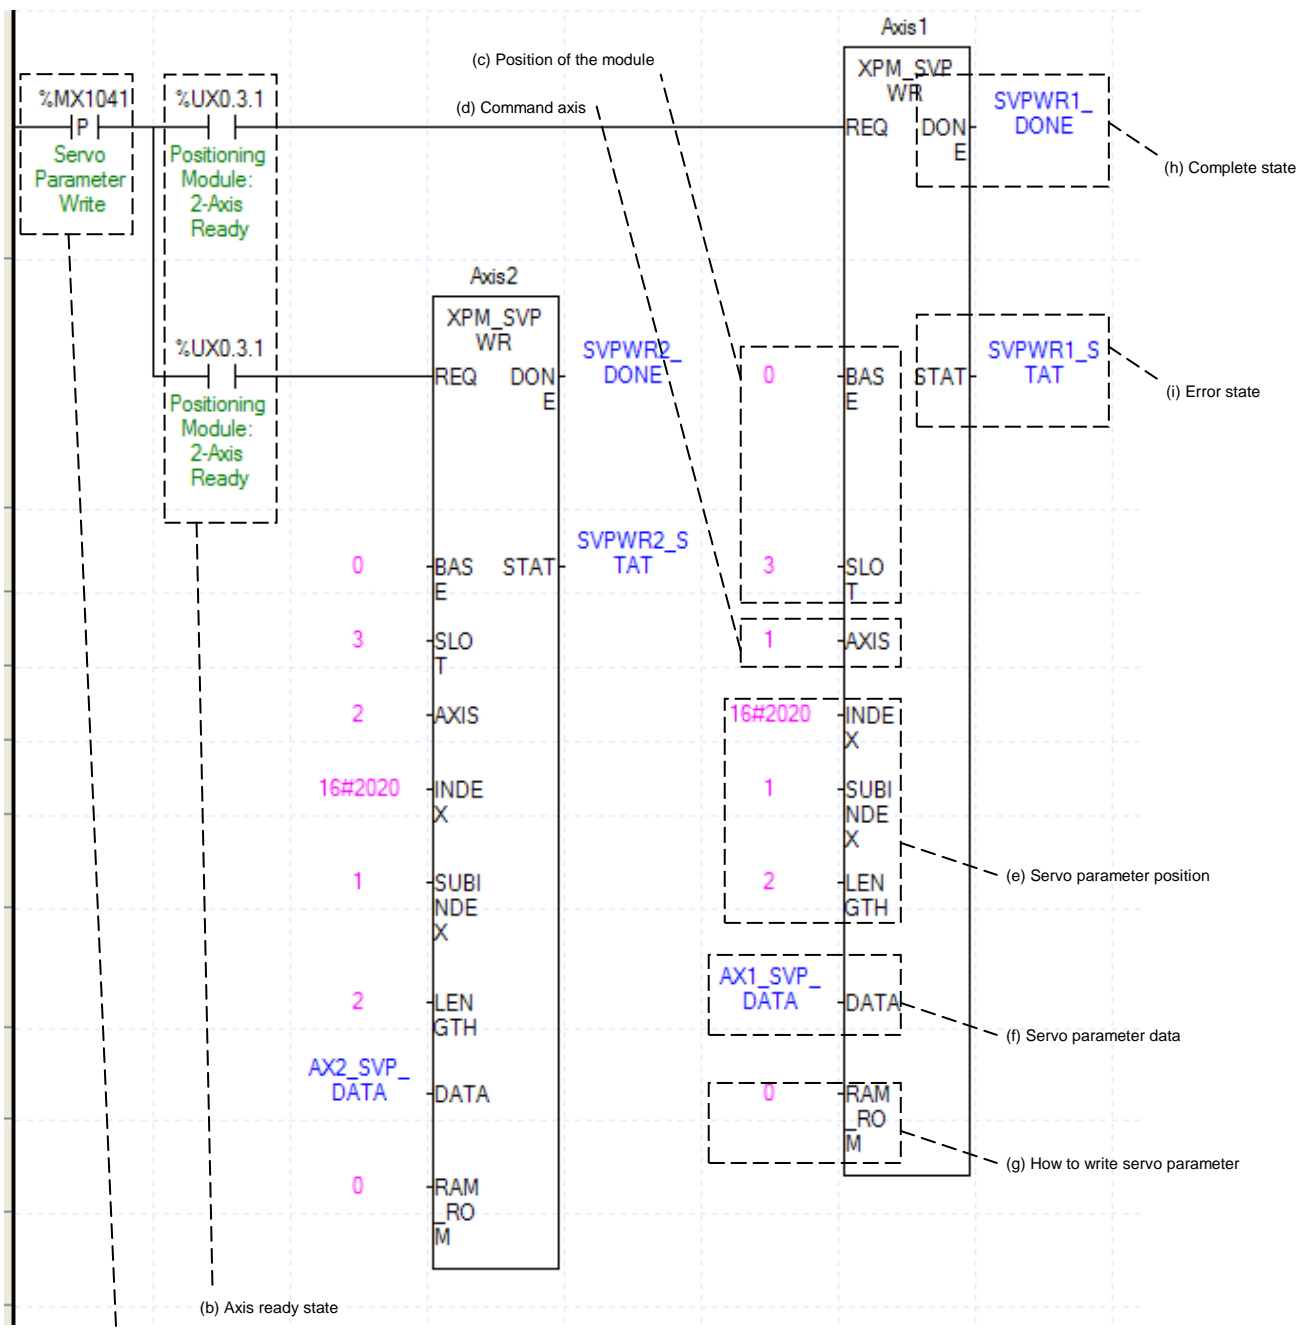 Axis1
(c) Position of the module
XPM_SVP
WR
%MX1041
%UX0.3.1
(d) Command axis
SVPWR1_
DONE
P
REQ
DON
E
Servo
Parameter
Write
Positioning
Module:
2-Axis
Ready
(h) Complete state
Axis2
XPM_SVP
WR
%UX0.3.1
SVPWR2_
DONE
REQ
DON
E
0
BAS
E
STAT
SVPWR1_S
TAT
(i) Error state
Positioning
Module:
2-Axis
Ready
0
BAS
E
STAT
SVPWR2_S
TAT
3
SLO
T
3
SLO
T
1
AXIS
2
AXIS
16#2020
INDE
X
16#2020
INDE
X
1
SUBI
NDE
X
1
SUBI
NDE
X
2
LEN
GTH
(e) Servo parameter position
2
LEN
GTH
AX1_SVP_
DATA
DATA
(f) Servo parameter data
AX2_SVP_
DATA
DATA
0
RAM
_RO
M
(g) How to write servo parameter
0
RAM
_RO
M
(b) Axis ready state